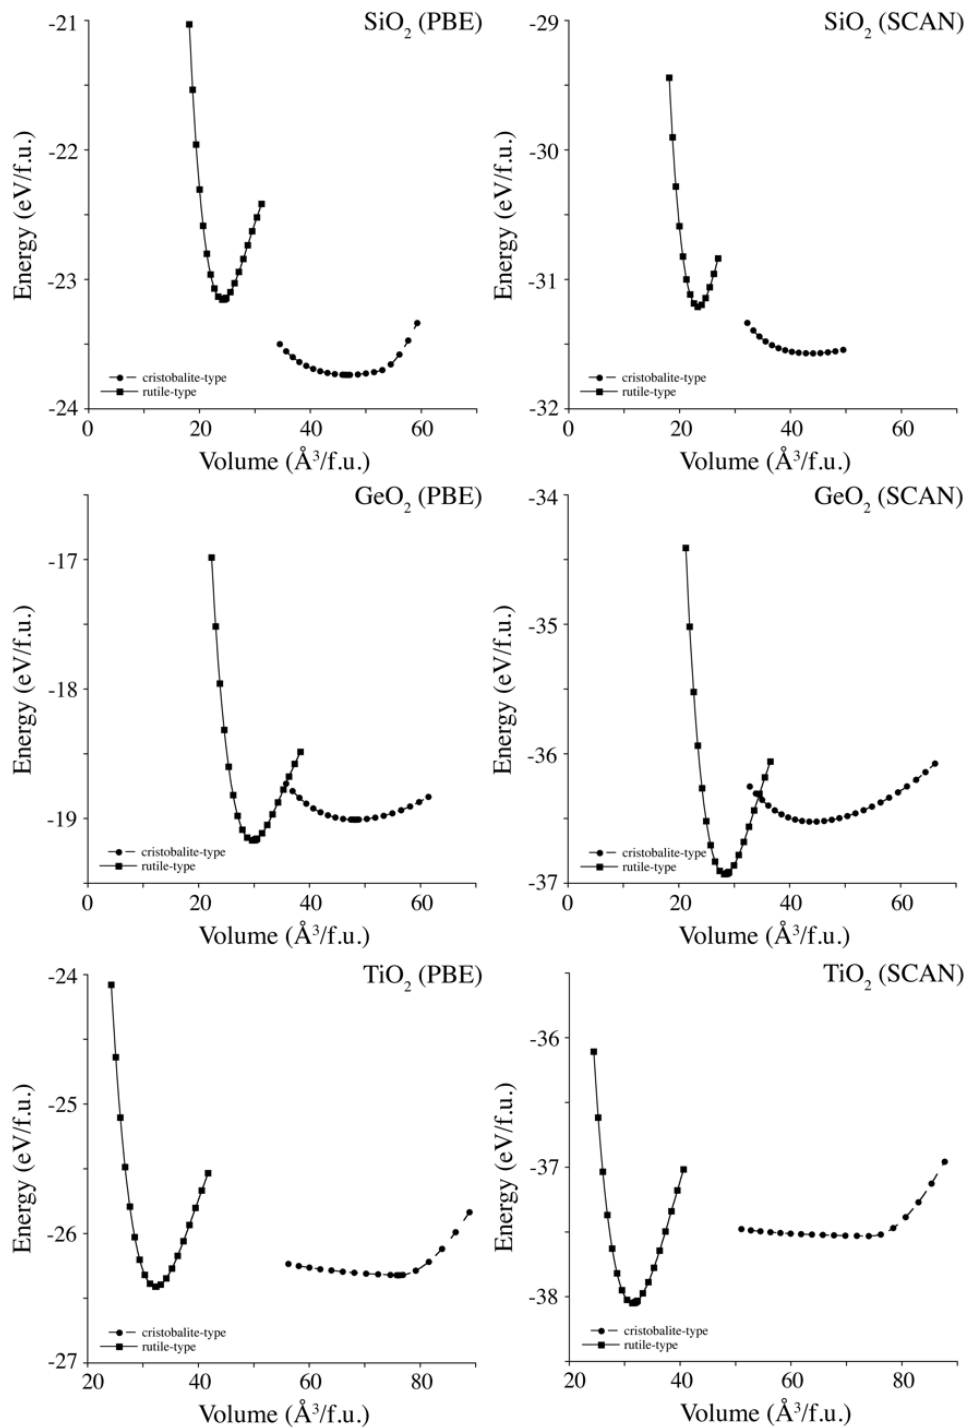 SiO₂ (PBE)
-21
-22
-23
-24
Energy (eV/f.u.)
cristobalite-type
rutile-type
0 20 40 60
Volume (Å³/f.u.)
SiO₂ (SCAN)
-29
-30
-31
-32
Energy (eV/f.u.)
cristobalite-type
rutile-type
0 20 40 60
Volume (Å³/f.u.)
GeO₂ (PBE)
-17
-18
-19
Energy (eV/f.u.)
cristobalite-type
rutile-type
0 20 40 60
Volume (Å³/f.u.)
GeO₂ (SCAN)
-34
-35
-36
-37
Energy (eV/f.u.)
cristobalite-type
rutile-type
0 20 40 60
Volume (Å³/f.u.)
TiO₂ (PBE)
-24
-25
-26
-27
Energy (eV/f.u.)
cristobalite-type
rutile-type
20 40 60 80
Volume (Å³/f.u.)
TiO₂ (SCAN)
-36
-37
-38
Energy (eV/f.u.)
cristobalite-type
rutile-type
20 40 60 80
Volume (Å³/f.u.)